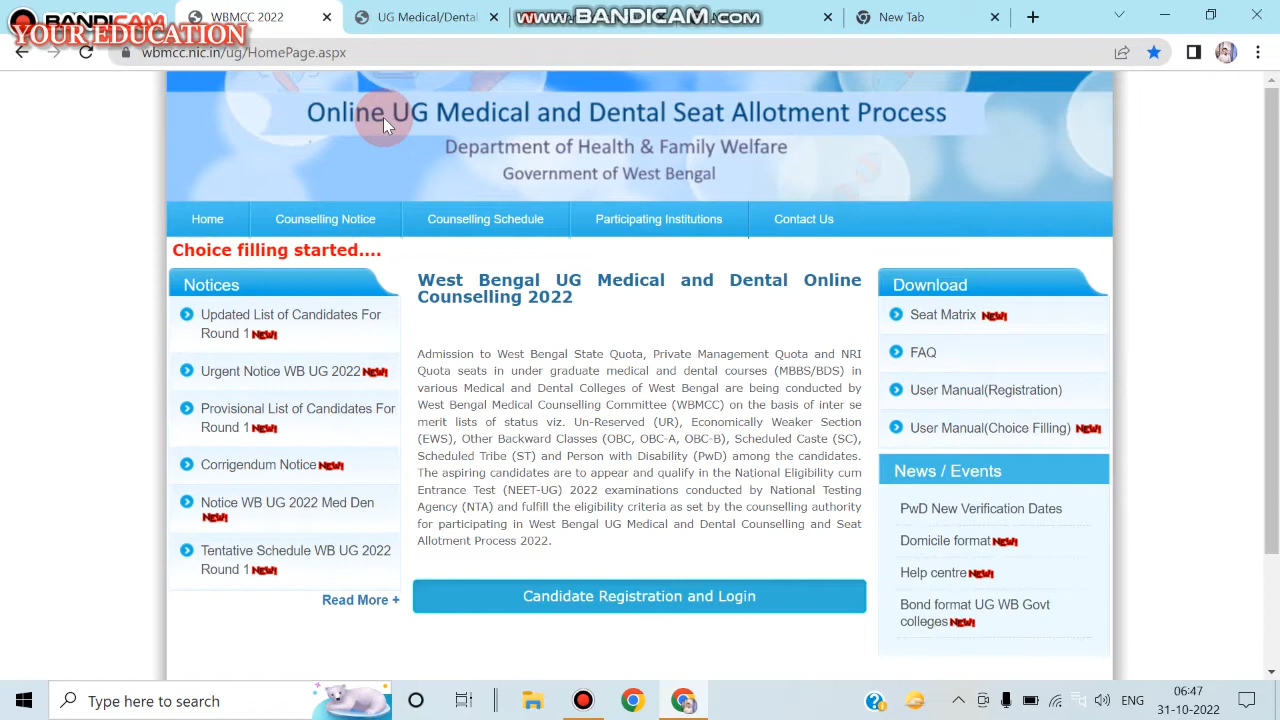 BANDICAM
YOUR EDUCATION
WBMCC 2022
UG Medical/Denta
www.BANDICAM.com
New Tab
wbmcc.nic.in/ug/HomePage.aspx
Online UG Medical and Dental Seat Allotment Process
Department of Health & Family Welfare
Government of West Bengal
Home
Counselling Notice
Counselling Schedule
Participating Institutions
Contact Us
Choice filling started....
Notices
Updated List of Candidates For
Round 1 NEW!
Urgent Notice WB UG 2022 NEW!
Provisional List of Candidates For
Round 1 NEW!
Corrigendum Notice NEW!
Notice WB UG 2022 Med Den
NEW!
Tentative Schedule WB UG 2022
Round 1 NEW!
Read More +
West Bengal UG Medical and Dental Online
Counselling 2022
Admission to West Bengal State Quota, Private Management Quota and NRI
Quota seats in under graduate medical and dental courses (MBBS/BDS) in
various Medical and Dental Colleges of West Bengal are being conducted by
West Bengal Medical Counselling Committee (WBMCC) on the basis of inter se
merit lists of status viz. Un-Reserved (UR), Economically Weaker Section
(EWS), Other Backward Classes (OBC, OBC-A, OBC-B), Scheduled Caste (SC),
Scheduled Tribe (ST) and Person with Disability (PwD) among the candidates.
The aspiring candidates are to appear and qualify in the National Eligibility cum
Entrance Test (NEET-UG) 2022 examinations conducted by National Testing
Agency (NTA) and fulfill the eligibility criteria as set by the counselling authority
for participating in West Bengal UG Medical and Dental Counselling and Seat
Allotment Process 2022.
Candidate Registration and Login
Download
Seat Matrix NEW!
FAQ
User Manual(Registration)
User Manual(Choice Filling) NEW!
News / Events
PwD New Verification Dates
Domicile format NEW!
Help centre NEW!
Bond format UG WB Govt
colleges NEW!
Type here to search
ENG
06:47
31-10-2022